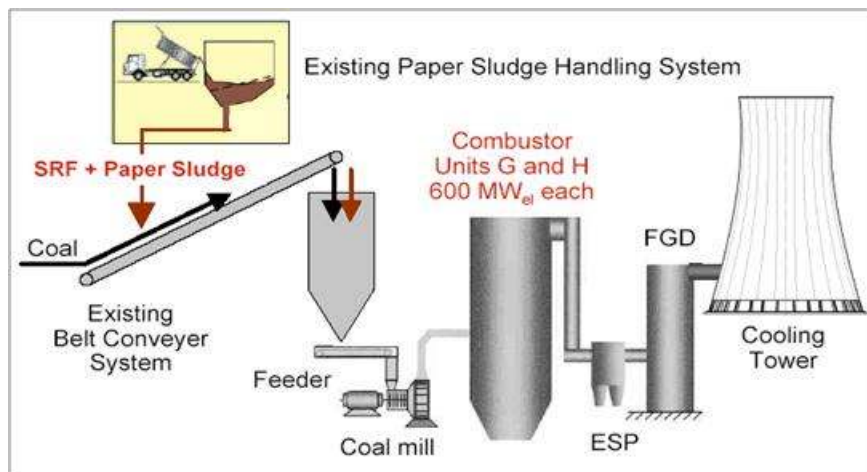 Existing Paper Sludge Handling System
SRF + Paper Sludge
Coal
Existing
Belt Conveyer
System
Feeder
Coal mill
Combustor
Units G and H
600 MWel each
ESP
FGD
Cooling
Tower